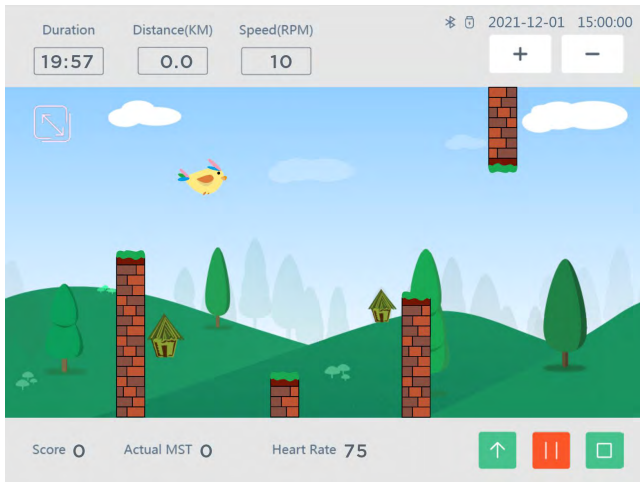 Duration Distance(KM) Speed(RPM) 2021-12-01 15:00:00
19:57 0.0 10 + −
Score 0 Actual MST 0 Heart Rate 75